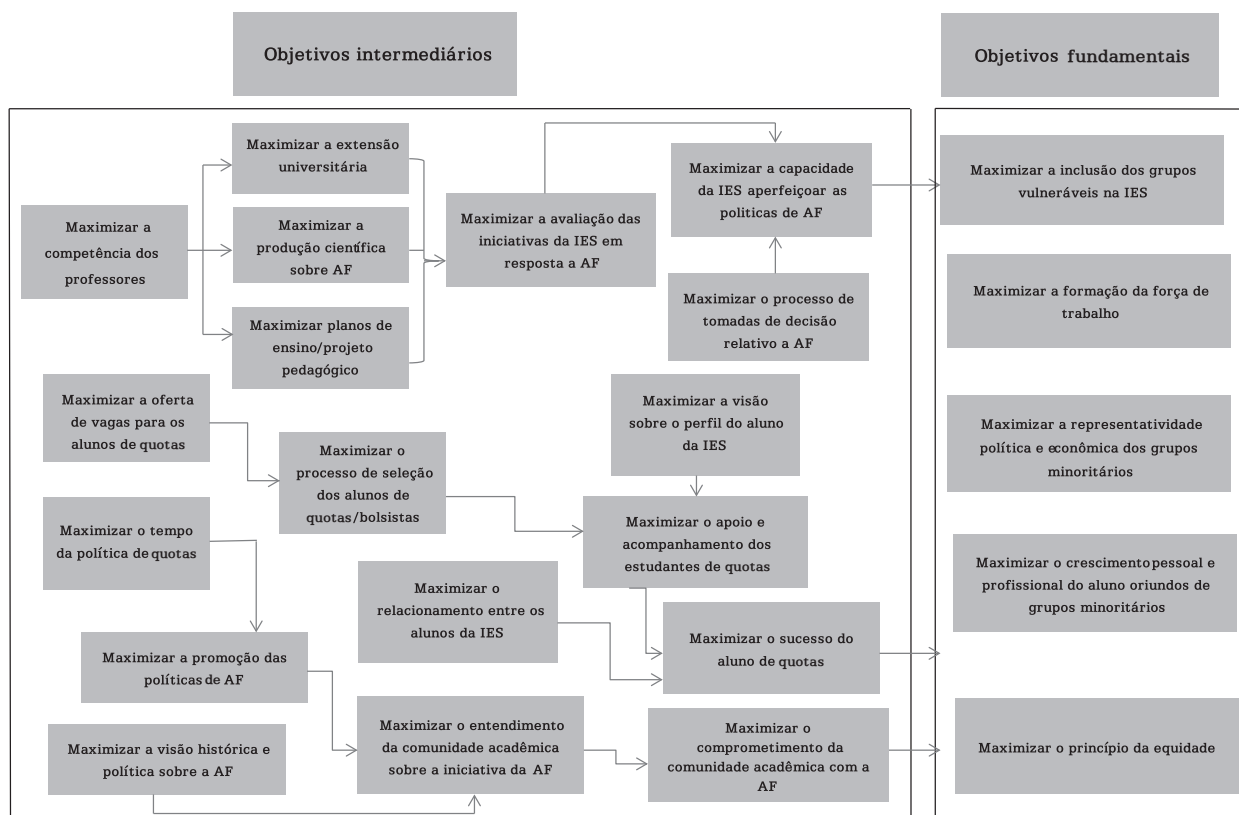 Objetivos intermediários
Objetivos fundamentais
Maximizar a
competência dos
professores
Maximizar a extensão
universitária
Maximizar a
produção científica
sobre AF
Maximizar planos de
ensino/projeto
pedagógico
Maximizar a avaliação das
iniciativas da IES em
resposta a AF
Maximizar a capacidade
da IES aperfeiçoar as
politicas de AF
Maximizar o processo de
tomadas de decisão
relativo a AF
Maximizar a oferta
de vagas para os
alunos de quotas
Maximizar o
processo de seleção
dos alunos de
quotas/bolsistas
Maximizar a visão
sobre o perfil do aluno
da IES
Maximizar o tempo
da política de quotas
Maximizar o apoio e
acompanhamento dos
estudantes de quotas
Maximizar o
relacionamento entre os
alunos da IES
Maximizar o sucesso do
aluno de quotas
Maximizar a promoção das
políticas de AF
Maximizar a visão histórica e
política sobre a AF
Maximizar o entendimento
da comunidade acadêmica
sobre a iniciativa da AF
Maximizar o
comprometimento da
comunidade acadêmica com a
AF
Maximizar a inclusão dos grupos
vulneráveis na IES
Maximizar a formação da força de
trabalho
Maximizar a representatividade
política e econômica dos grupos
minoritários
Maximizar o crescimento pessoal e
profissional do aluno oriundos de
grupos minoritários
Maximizar o princípio da equidade